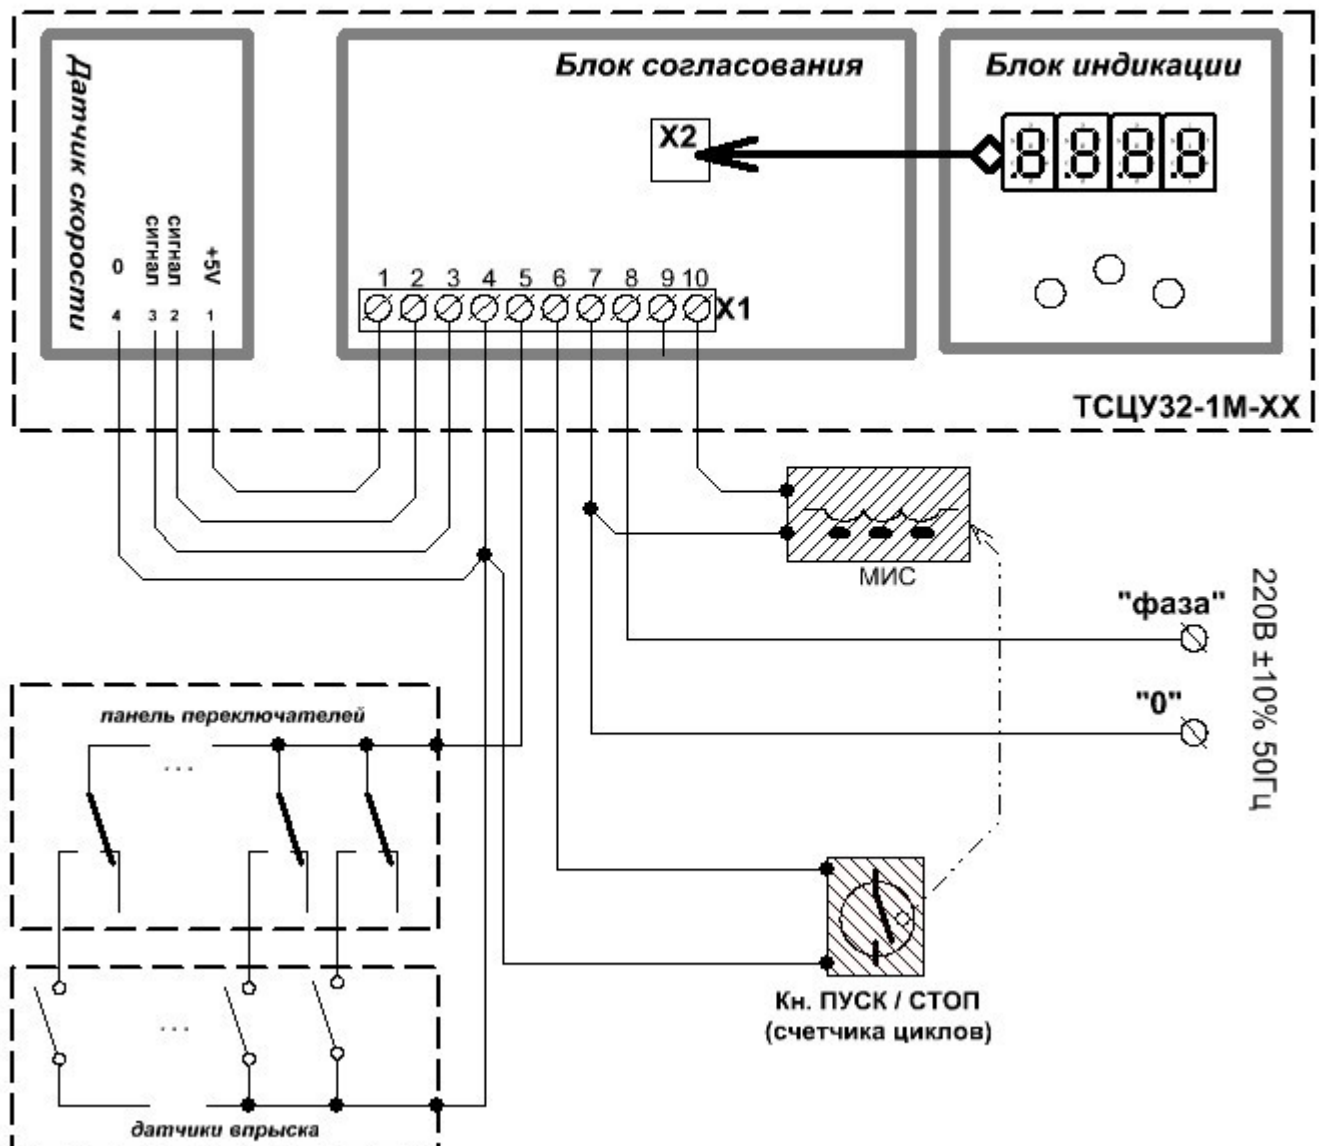 Датчик скорости
0
сигнал
сигнал
+5V
4
3
2
1
Блок согласования
X2
1 2 3 4 5 6 7 8 9 10
X1
Блок индикации
8.8.8.8.
ТСЦУ32-1М-ХХ
МИС
"фаза"
"0"
220В ±10% 50Гц
панель переключателей
. . .
. . .
датчики впрыска
Кн. ПУСК / СТОП
(счетчика циклов)